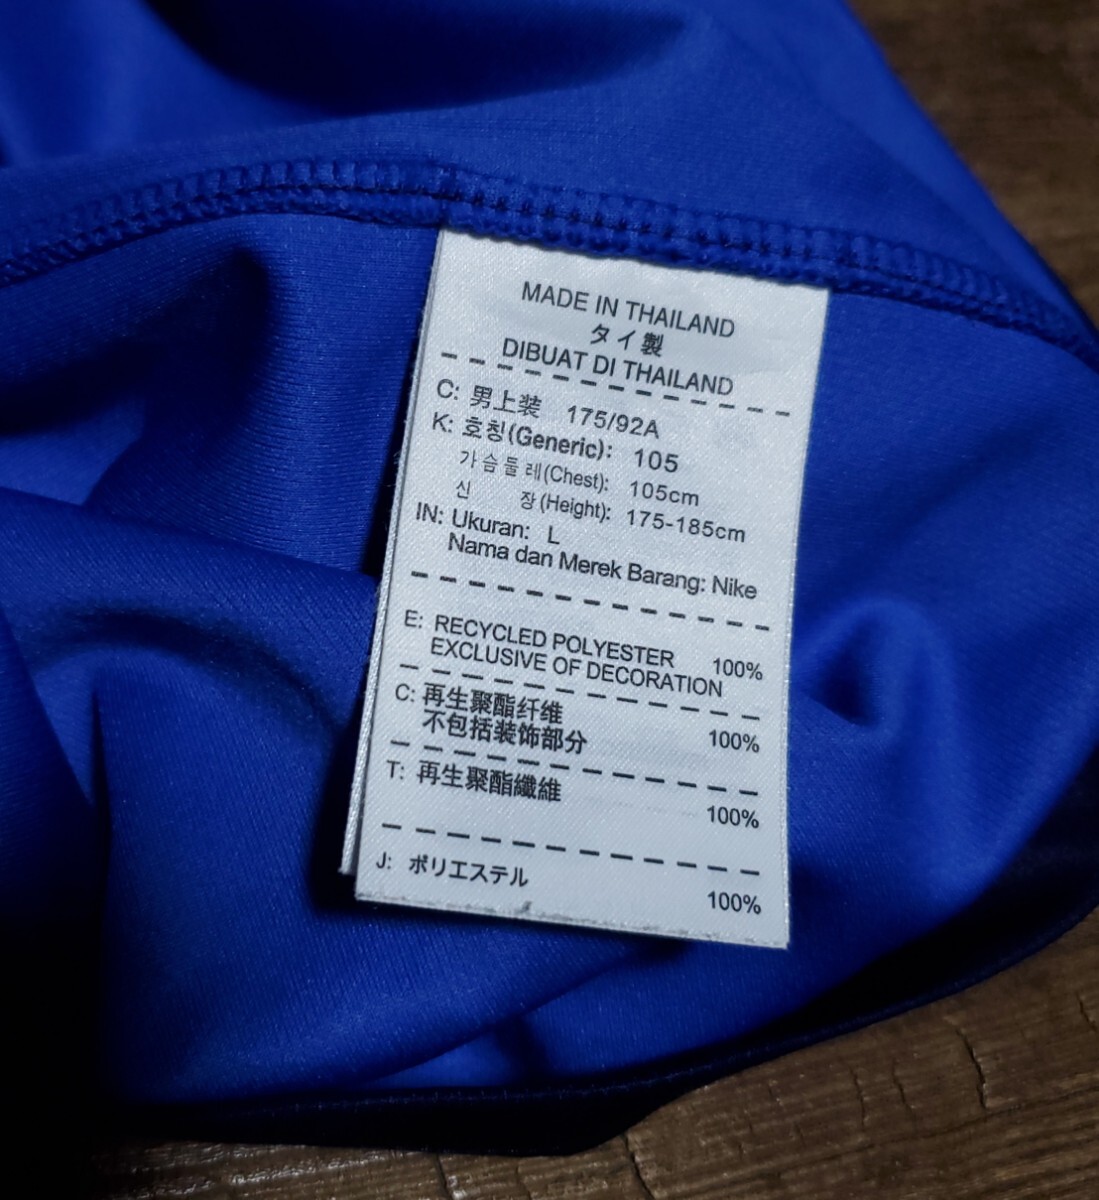 MADE IN THAILAND
タイ製
DIBUAT DI THAILAND
C: 男上装 175/92A
K: 호칭(Generic): 105
가슴둘레(Chest): 105cm
신 장(Height): 175-185cm
IN: Ukuran: L
Nama dan Merek Barang: Nike
E: RECYCLED POLYESTER 100%
EXCLUSIVE OF DECORATION
C: 再生聚酯纤维 100%
不包括装饰部分
T: 再生聚酯纖維 100%
J: ポリエステル 100%